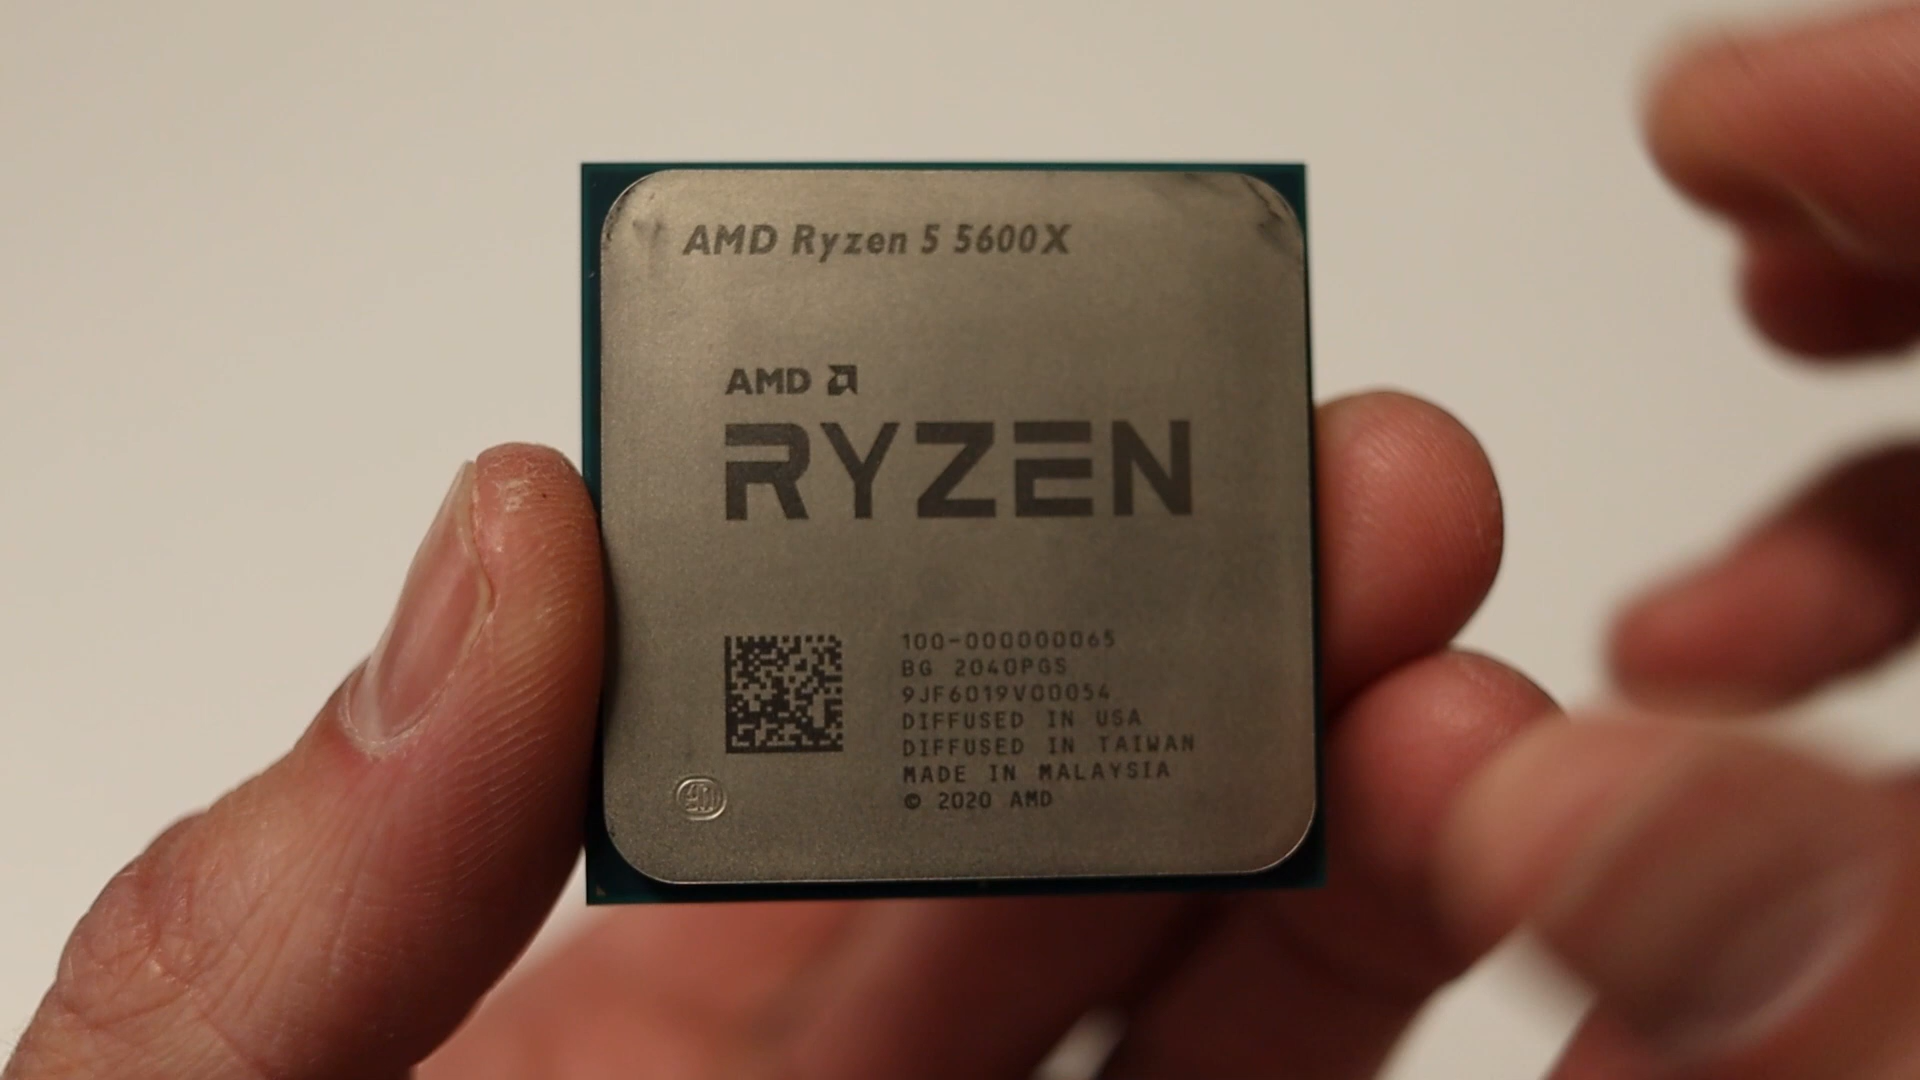 AMD Ryzen 5 5600X
AMD
RYZEN
100-000000065
BG 2040PGS
9JF6019V00054
DIFFUSED IN USA
DIFFUSED IN TAIWAN
MADE IN MALAYSIA
© 2020 AMD